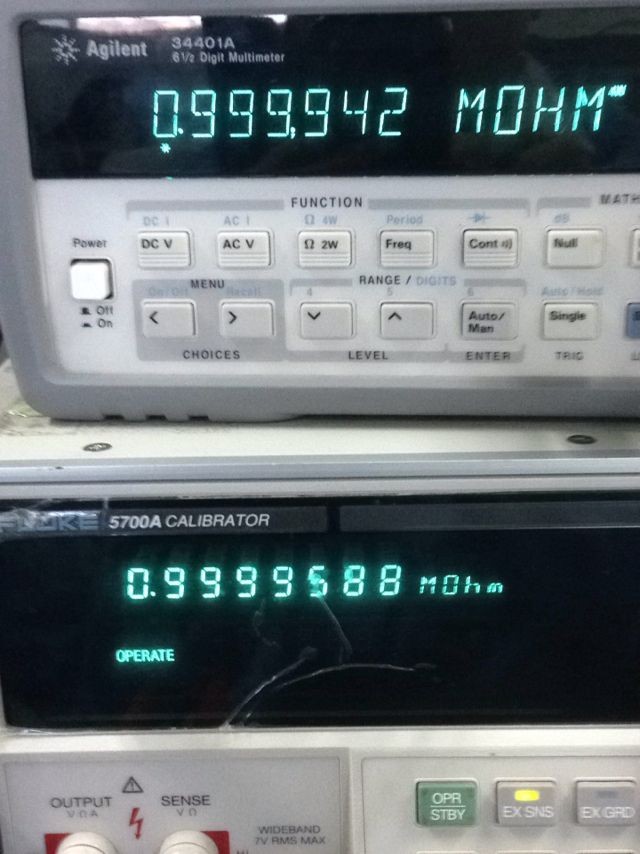 Agilent 34401A
6½ Digit Multimeter
0.999,942 MOHM 4W
*
FUNCTION MATH
DC I AC I Ω 4W Period dB
Power DC V AC V Ω 2W Freq Cont Null
MENU RANGE / DIGITS
On/Off Recall 4 5 6 Auto/Hold
Off
On
< > Auto/Man Single
CHOICES LEVEL ENTER TRIG
FLUKE 5700A CALIBRATOR
0.9999588 MOhm
OPERATE
OUTPUT SENSE
V Ω A V Ω
WIDEBAND
7V RMS MAX
HI
OPR
STBY
EX SNS
EX GRD